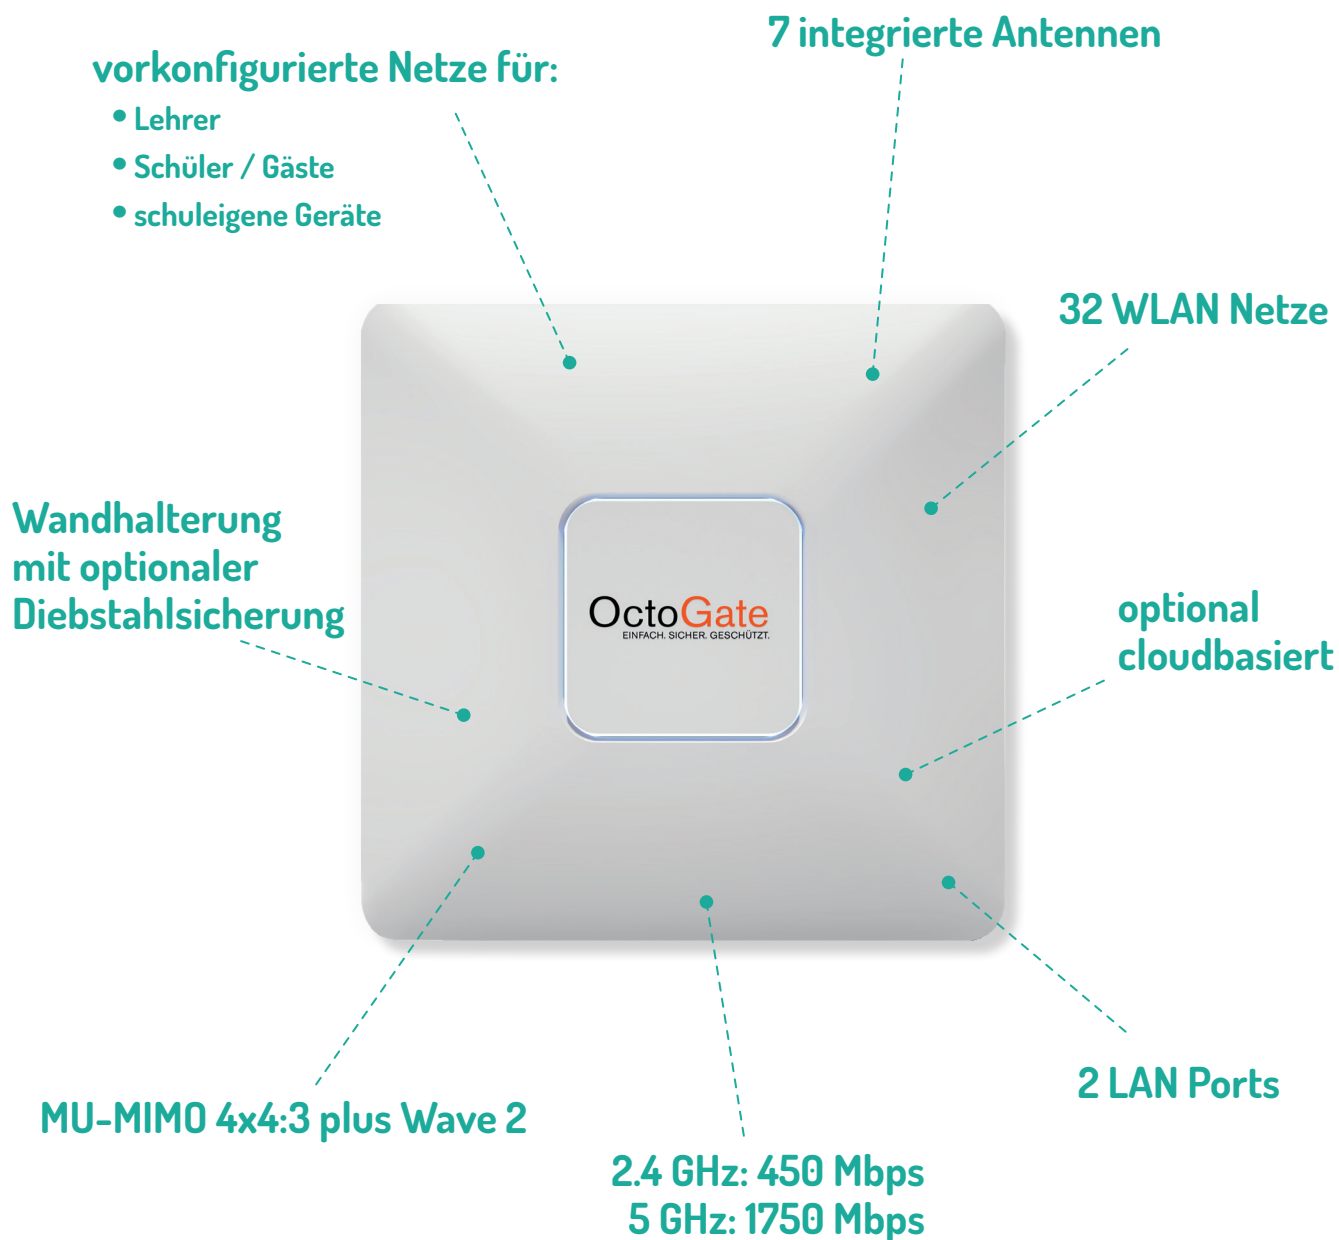 7 integrierte Antennen
vorkonfigurierte Netze für:
• Lehrer
• Schüler / Gäste
• schuleigene Geräte
32 WLAN Netze
Wandhalterung
mit optionaler
Diebstahlsicherung
OctoGate
EINFACH. SICHER. GESCHÜTZT.
optional
cloudbasiert
2 LAN Ports
MU-MIMO 4x4:3 plus Wave 2
2.4 GHz: 450 Mbps
5 GHz: 1750 Mbps